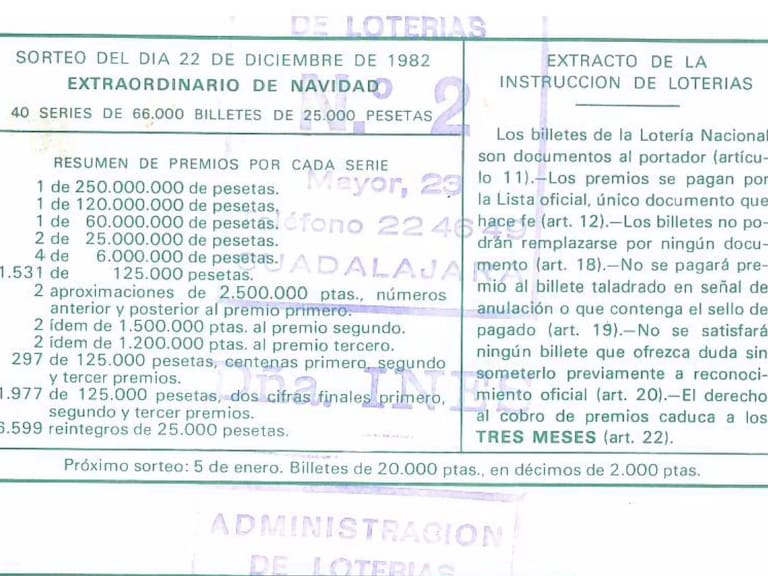 DE LOTERIAS
N.º 2
Mayor, 23
Teléfono 22 46 49
GUADALAJARA
Dña. INES
ADMINISTRACION
DE LOTERIAS
SORTEO DEL DIA 22 DE DICIEMBRE DE 1982
EXTRAORDINARIO DE NAVIDAD
40 SERIES DE 66.000 BILLETES DE 25.000 PESETAS
RESUMEN DE PREMIOS POR CADA SERIE
1 de 250.000.000 de pesetas.
1 de 120.000.000 de pesetas.
1 de 60.000.000 de pesetas.
2 de 25.000.000 de pesetas.
4 de 6.000.000 de pesetas.
1.531 de 125.000 pesetas.
2 aproximaciones de 2.500.000 ptas., números
anterior y posterior al premio primero.
2 ídem de 1.500.000 ptas. al premio segundo.
2 ídem de 1.200.000 ptas. al premio tercero.
297 de 125.000 pesetas, centenas primero, segundo
y tercer premios.
1.977 de 125.000 pesetas, dos cifras finales primero,
segundo y tercer premios.
6.599 reintegros de 25.000 pesetas.
EXTRACTO DE LA
INSTRUCCION DE LOTERIAS
Los billetes de la Lotería Nacional
son documentos al portador (artícu-
lo 11).—Los premios se pagan por
la Lista oficial, único documento que
hace fe (art. 12).—Los billetes no po-
drán remplazarse por ningún docu-
mento (art. 18).—No se pagará pre-
mio al billete taladrado en señal de
anulación o que contenga el sello de
pagado (art. 19).—No se satisfará
ningún billete que ofrezca duda sin
someterlo previamente a reconoci-
miento oficial (art. 20).—El derecho
al cobro de premios caduca a los
TRES MESES (art. 22).
Próximo sorteo: 5 de enero. Billetes de 20.000 ptas., en décimos de 2.000 ptas.